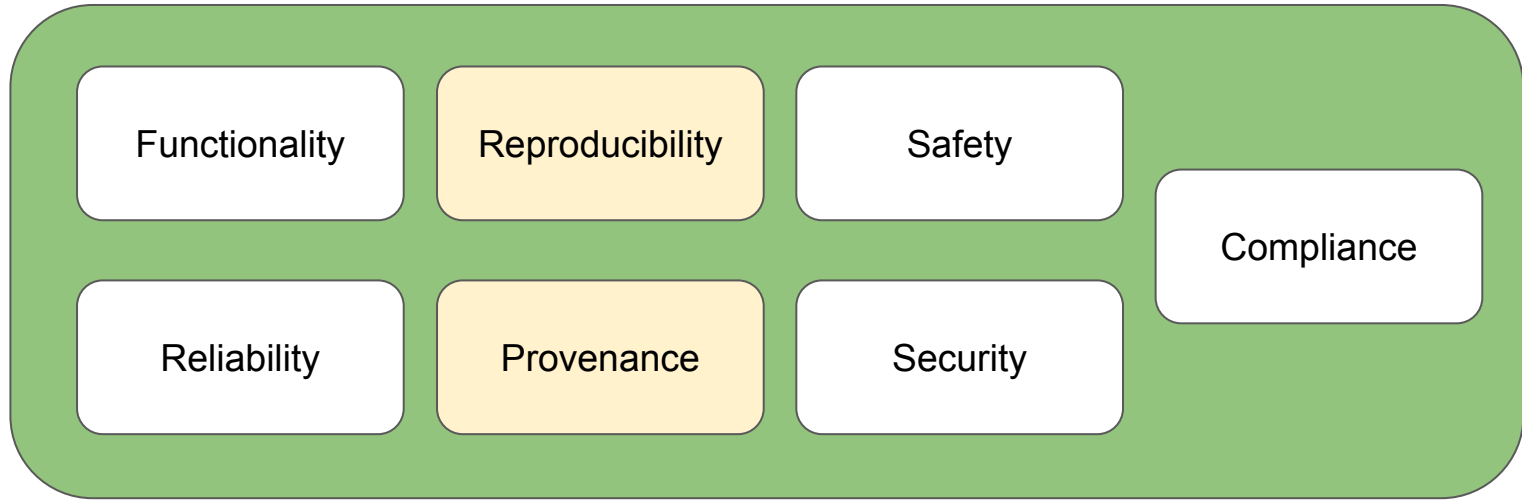 Functionality
Reproducibility
Safety
Compliance
Reliability
Provenance
Security